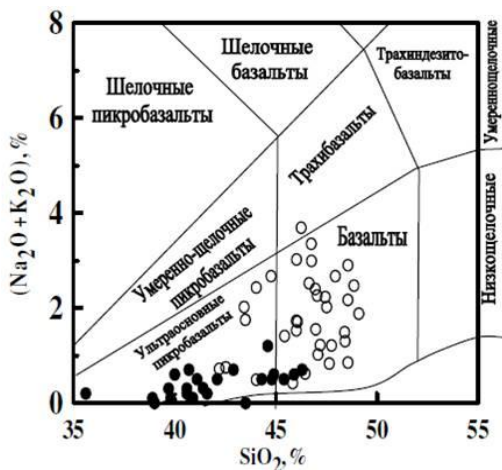 8
6
4
2
0
(Na₂O+K₂O), %
Шелочные
пикробазальты
Шелочные
базальты
Трахиандезито-
базальты
Умереннощелочные
Трахибазальты
Умеренно-щелочные
пикробазальты
Базальты
Низкощелочные
Ультраосновные
пикробазальты
35
40
45
50
55
SiO₂, %